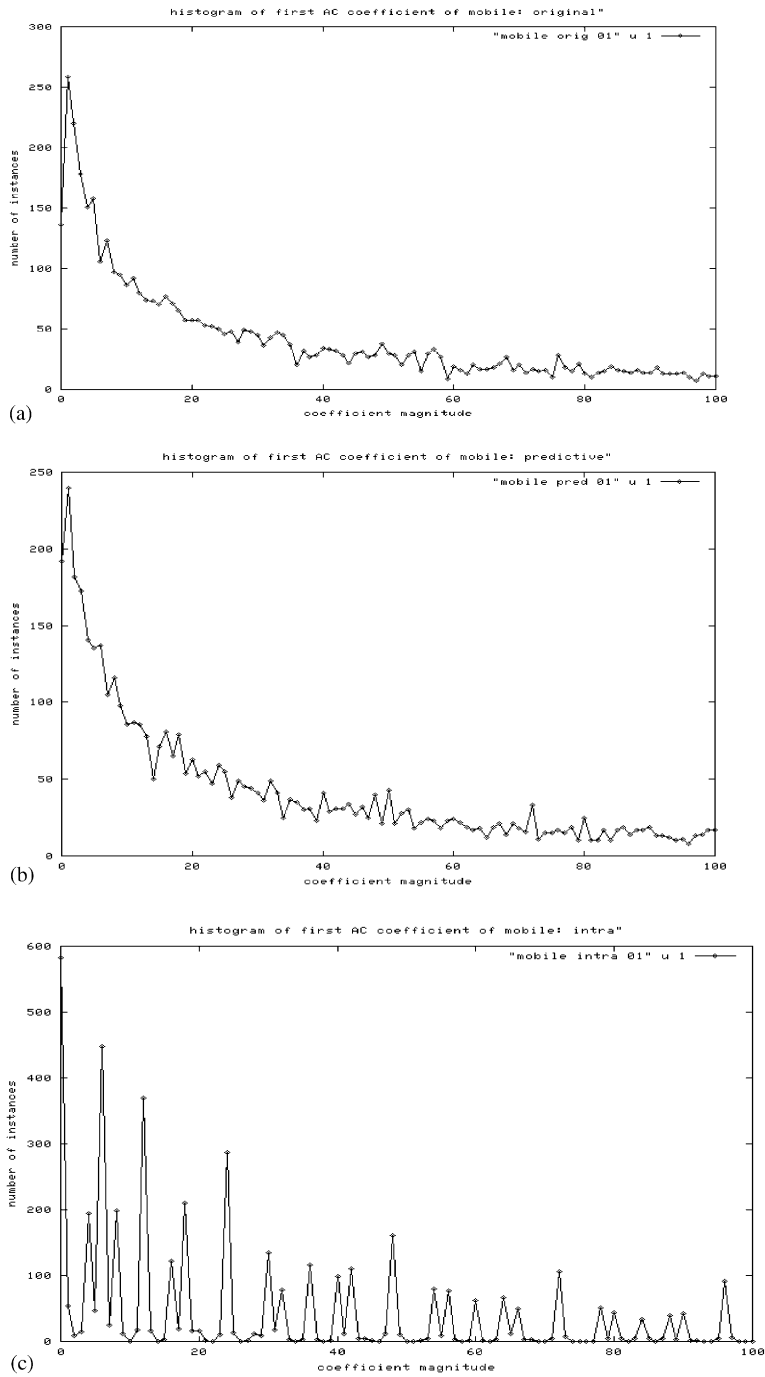 histogram of first AC coefficient of mobile: original"
"mobile orig 01" u 1
number of instances
300
250
200
150
100
50
0
0 20 40 60 80 100
coefficient magnitude
(a)
histogram of first AC coefficient of mobile: predictive"
"mobile pred 01" u 1
number of instances
250
200
150
100
50
0
0 20 40 60 80 100
coefficient magnitude
(b)
histogram of first AC coefficient of mobile: intra"
"mobile intra 01" u 1
number of instances
600
500
400
300
200
100
0
0 20 40 60 80 100
coefficient magnitude
(c)